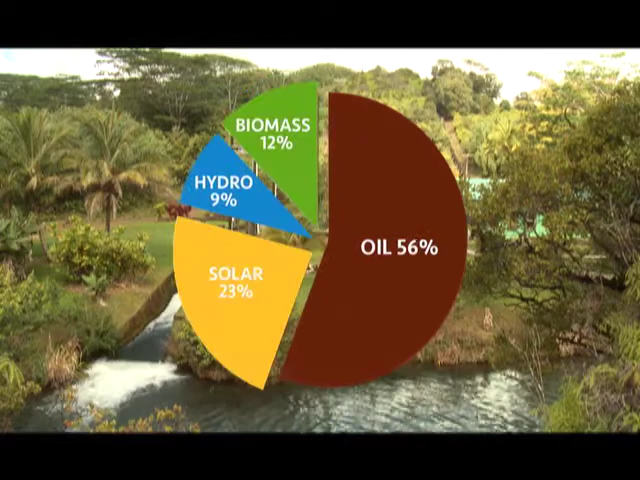 BIOMASS
12%
HYDRO
9%
OIL 56%
SOLAR
23%